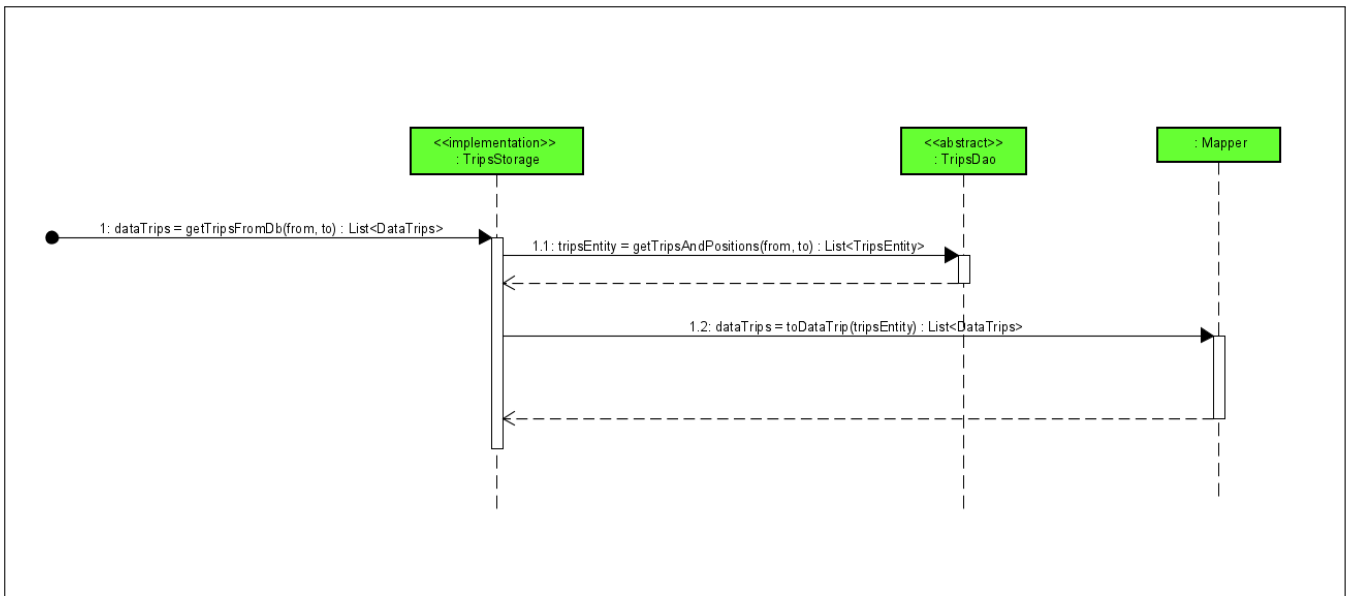 <<implementation>>
: TripsStorage
<<abstract>>
: TripsDao
: Mapper
1: dataTrips = getTripsFromDb(from, to) : List<DataTrips>
1.1: tripsEntity = getTripsAndPositions(from, to) : List<TripsEntity>
1.2: dataTrips = toDataTrip(tripsEntity) : List<DataTrips>